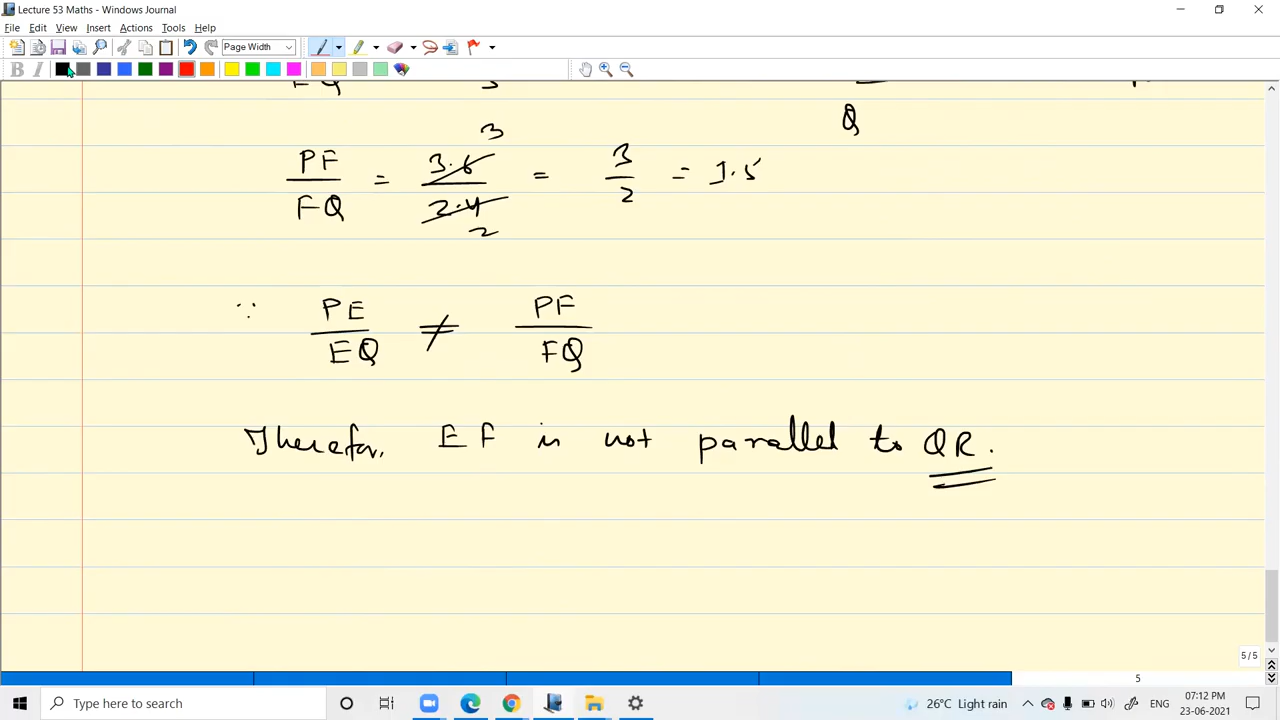 Lecture 53 Maths - Windows Journal
File Edit View Insert Actions Tools Help
Page Width
B I
FQ 3
Q
PF/FQ = 3.6/2.4 3 2 = 3/2 = 1.5
∵ PE/EQ ≠ PF/FQ
Therefor. EF is not parallel to QR.
5/5
5
Type here to search
26°C Light rain
ENG
07:12 PM
23-06-2021